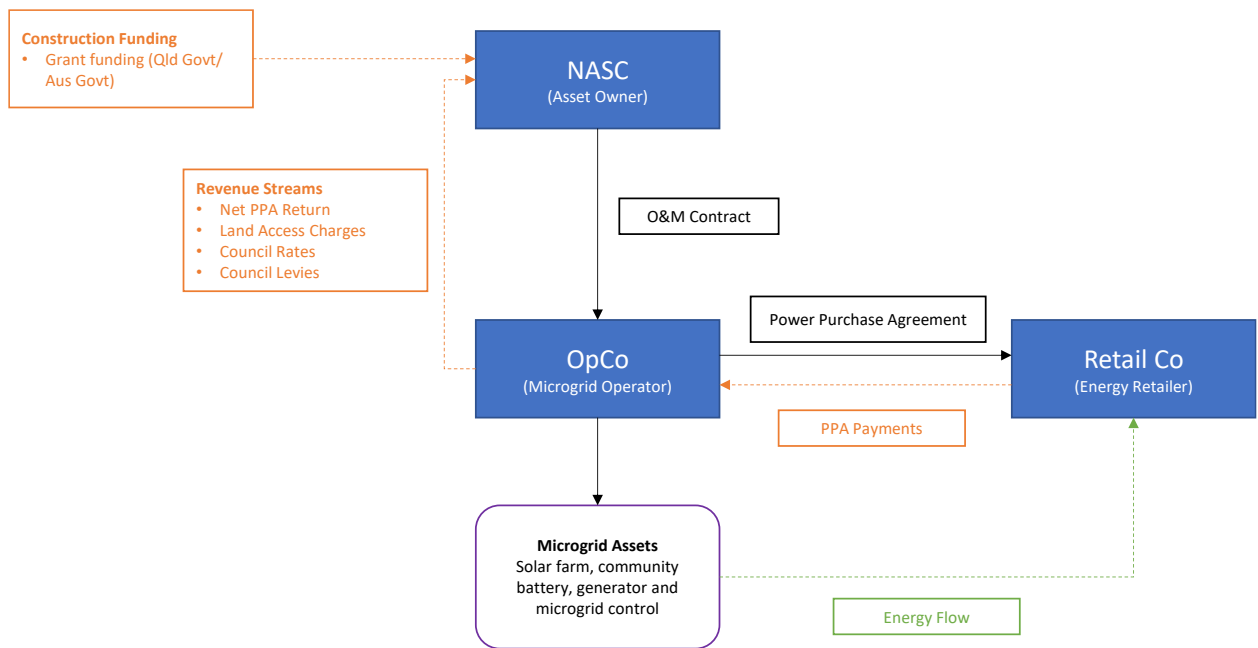 Construction Funding
• Grant funding (Qld Govt/
Aus Govt)
NASC
(Asset Owner)
Revenue Streams
• Net PPA Return
• Land Access Charges
• Council Rates
• Council Levies
O&M Contract
Power Purchase Agreement
OpCo
(Microgrid Operator)
Retail Co
(Energy Retailer)
PPA Payments
Microgrid Assets
Solar farm, community
battery, generator and
microgrid control
Energy Flow